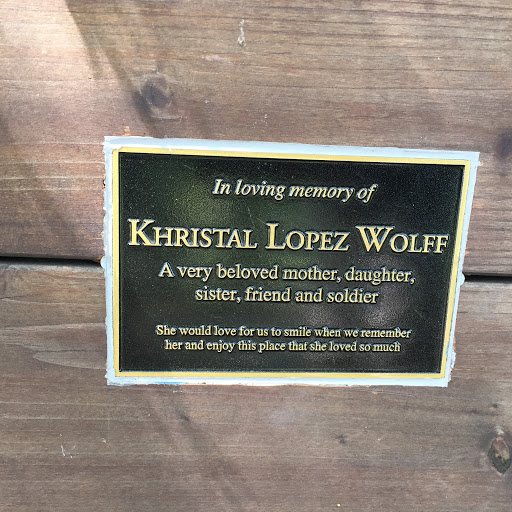 In loving memory of
KHRISTAL LOPEZ WOLFF
A very beloved mother, daughter,
sister, friend and soldier
She would love for us to smile when we remember
her and enjoy this place that she loved so much